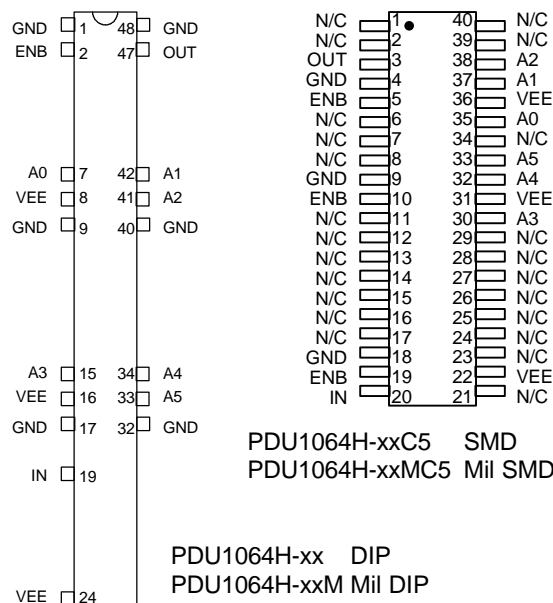 GND 1 48 GND
ENB 2 47 OUT
A0 7 42 A1
VEE 8 41 A2
GND 9 40 GND
A3 15 34 A4
VEE 16 33 A5
GND 17 32 GND
IN 19
VEE 24
PDU1064H-xx DIP
PDU1064H-xxM Mil DIP
N/C 1 40 N/C
N/C 2 39 N/C
OUT 3 38 A2
GND 4 37 A1
ENB 5 36 VEE
N/C 6 35 A0
N/C 7 34 N/C
N/C 8 33 A5
GND 9 32 A4
ENB 10 31 VEE
N/C 11 30 A3
N/C 12 29 N/C
N/C 13 28 N/C
N/C 14 27 N/C
N/C 15 26 N/C
N/C 16 25 N/C
N/C 17 24 N/C
GND 18 23 N/C
ENB 19 22 VEE
IN 20 21 N/C
PDU1064H-xxC5 SMD
PDU1064H-xxMC5 Mil SMD